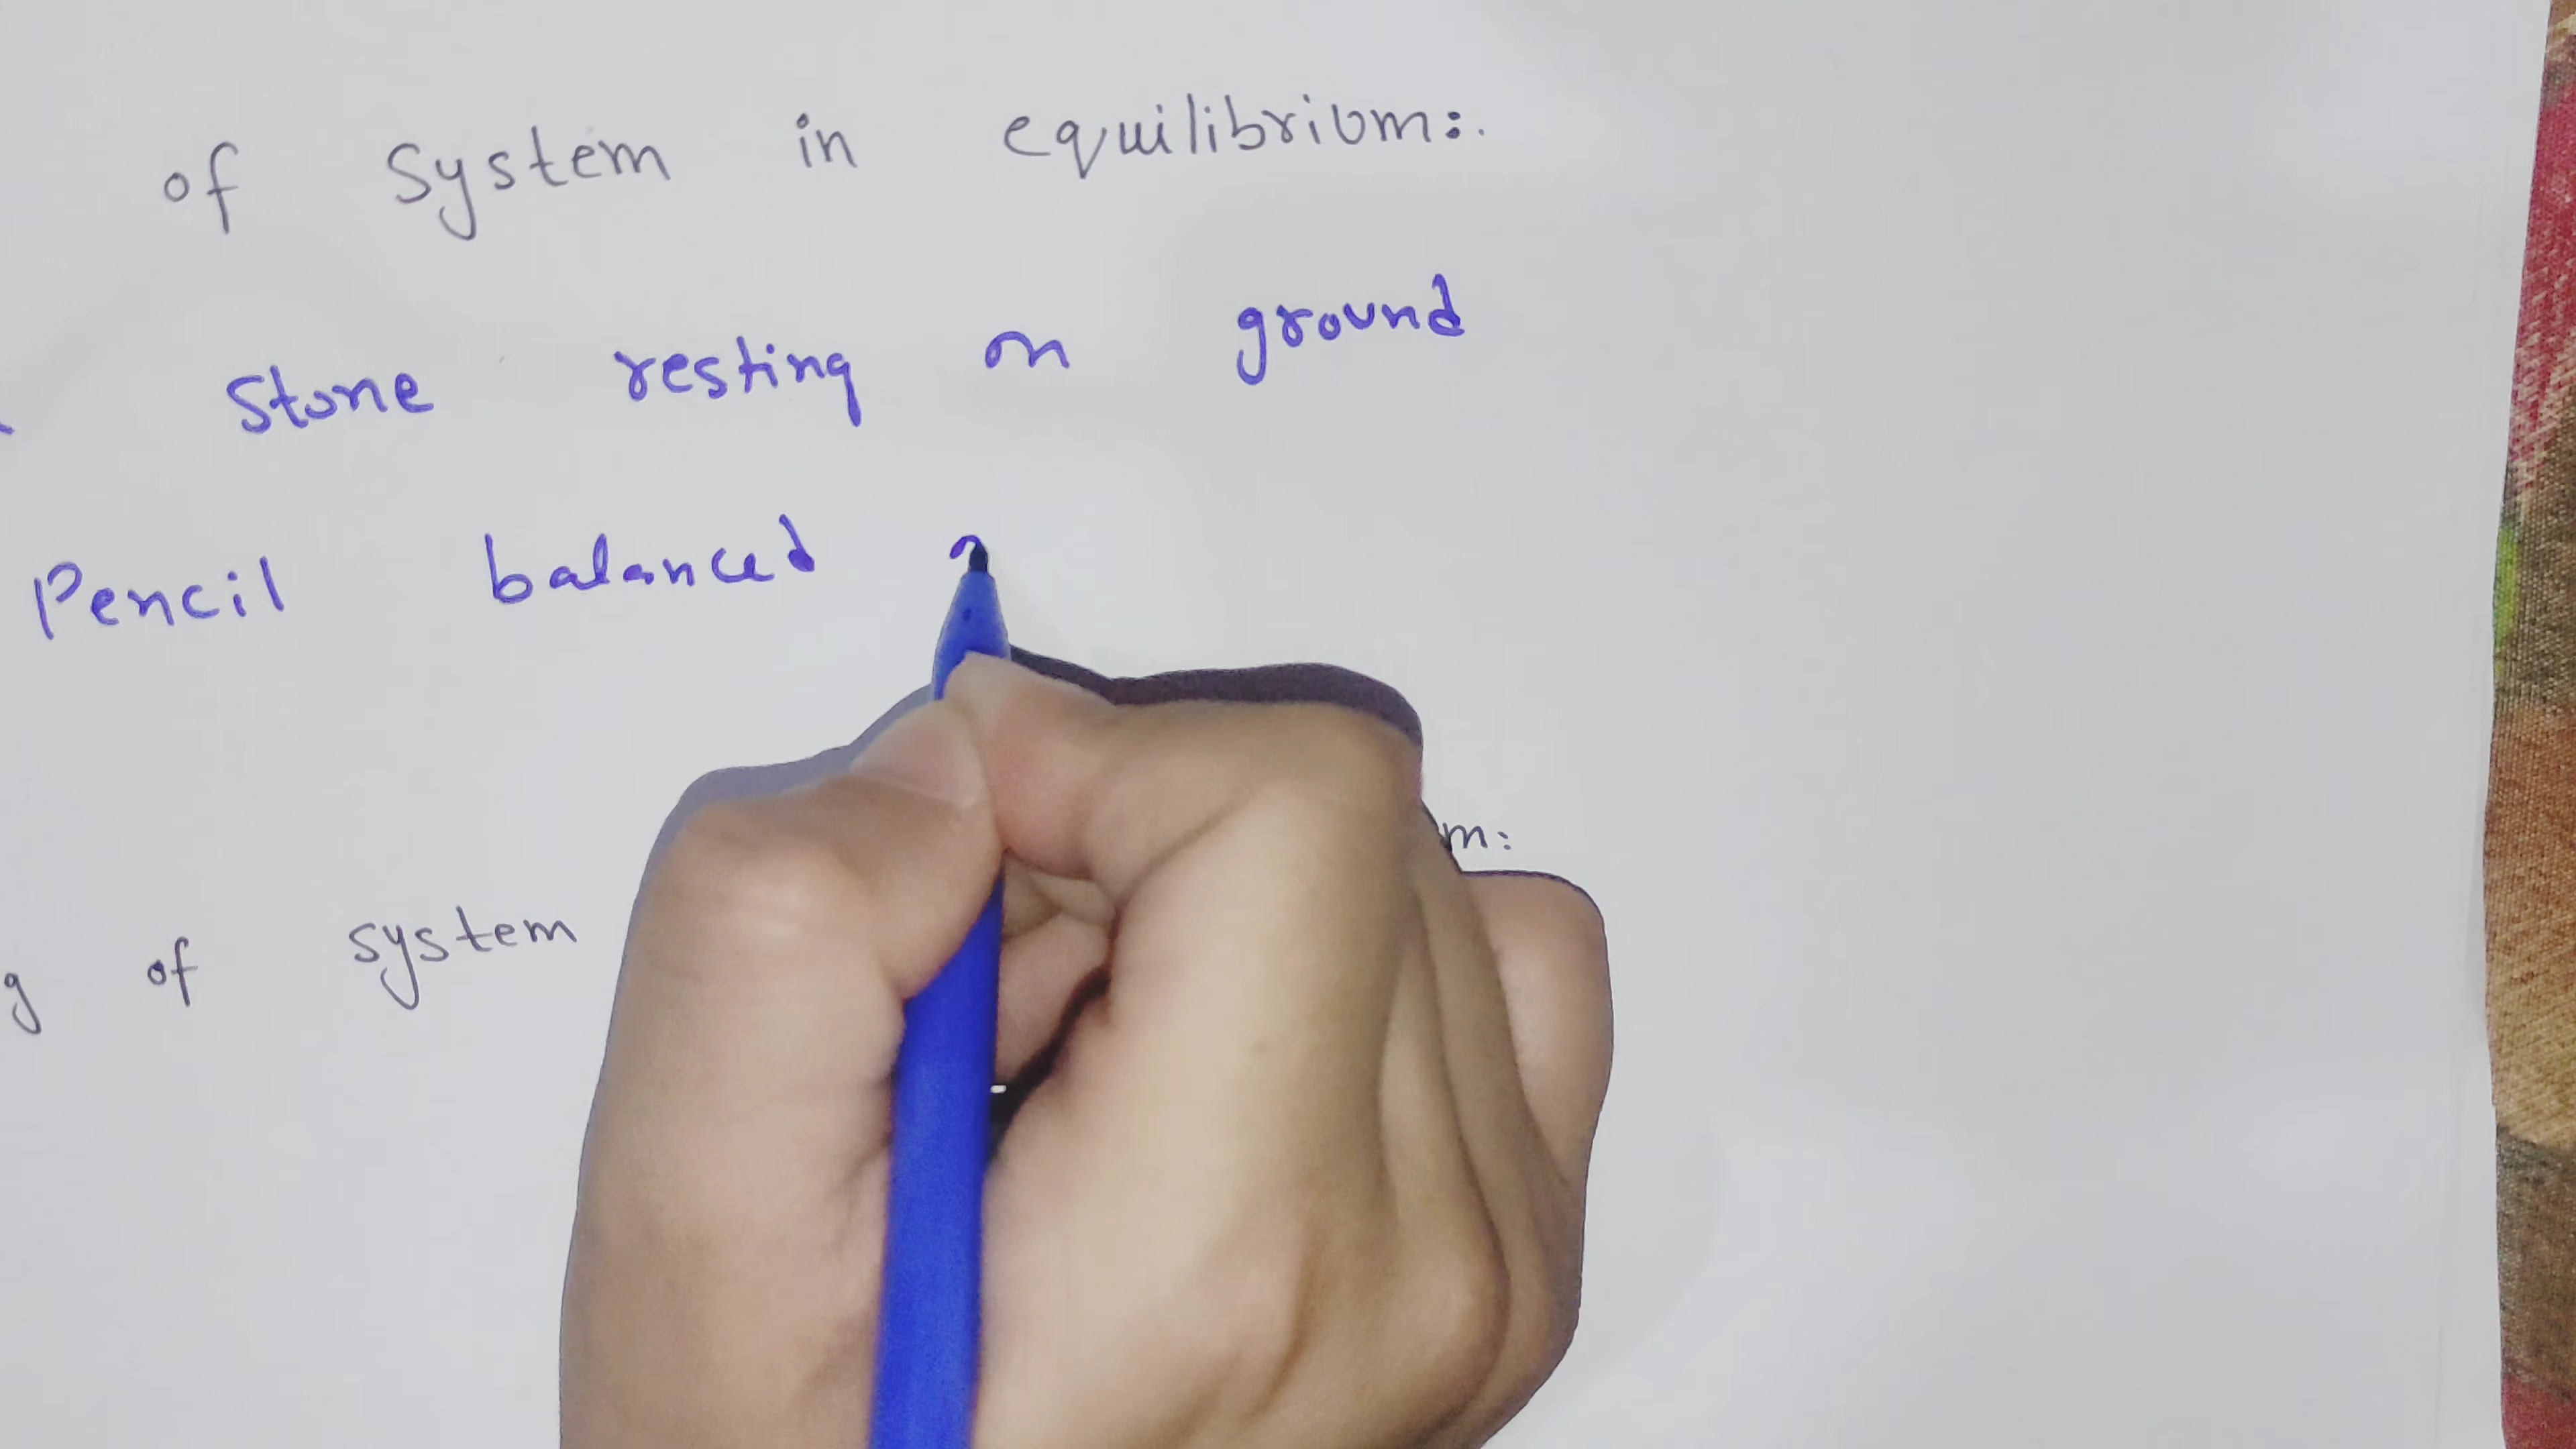 of System in equilibrium:.
Stone resting on ground
Pencil balanced
of system